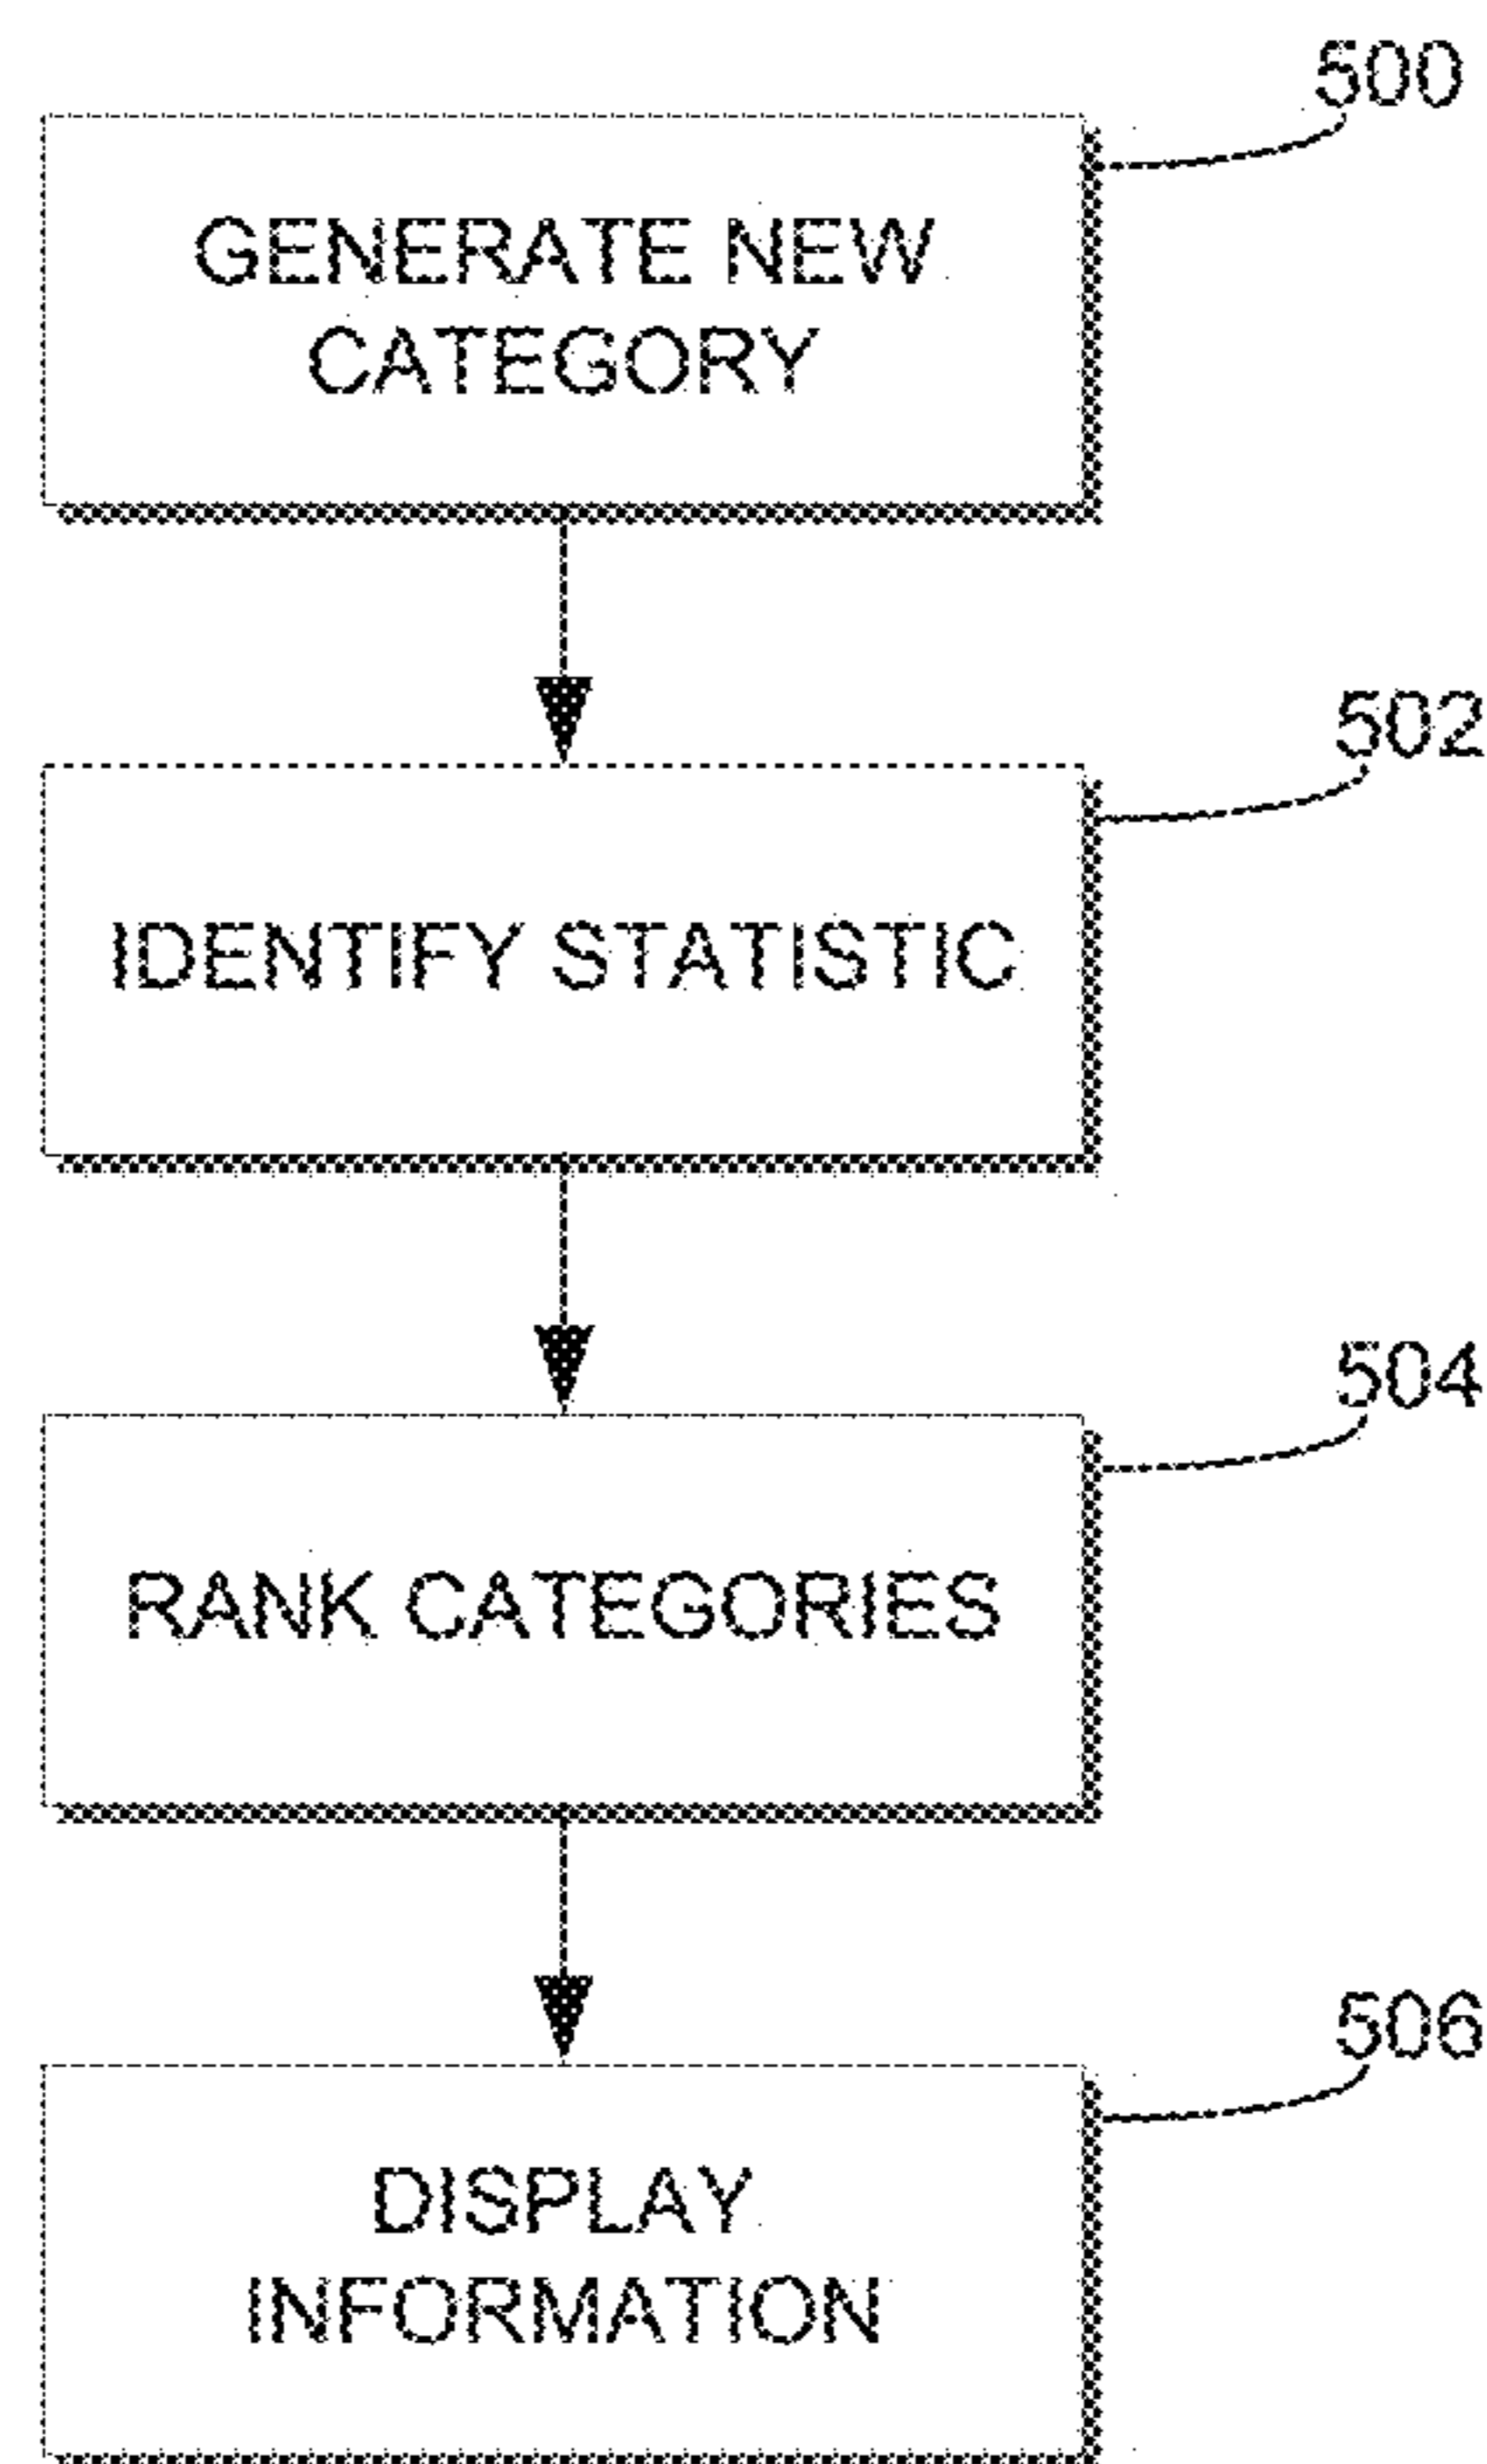 500
GENERATE NEW
CATEGORY
502
IDENTIFY STATISTIC
504
RANK CATEGORIES
506
DISPLAY
INFORMATION